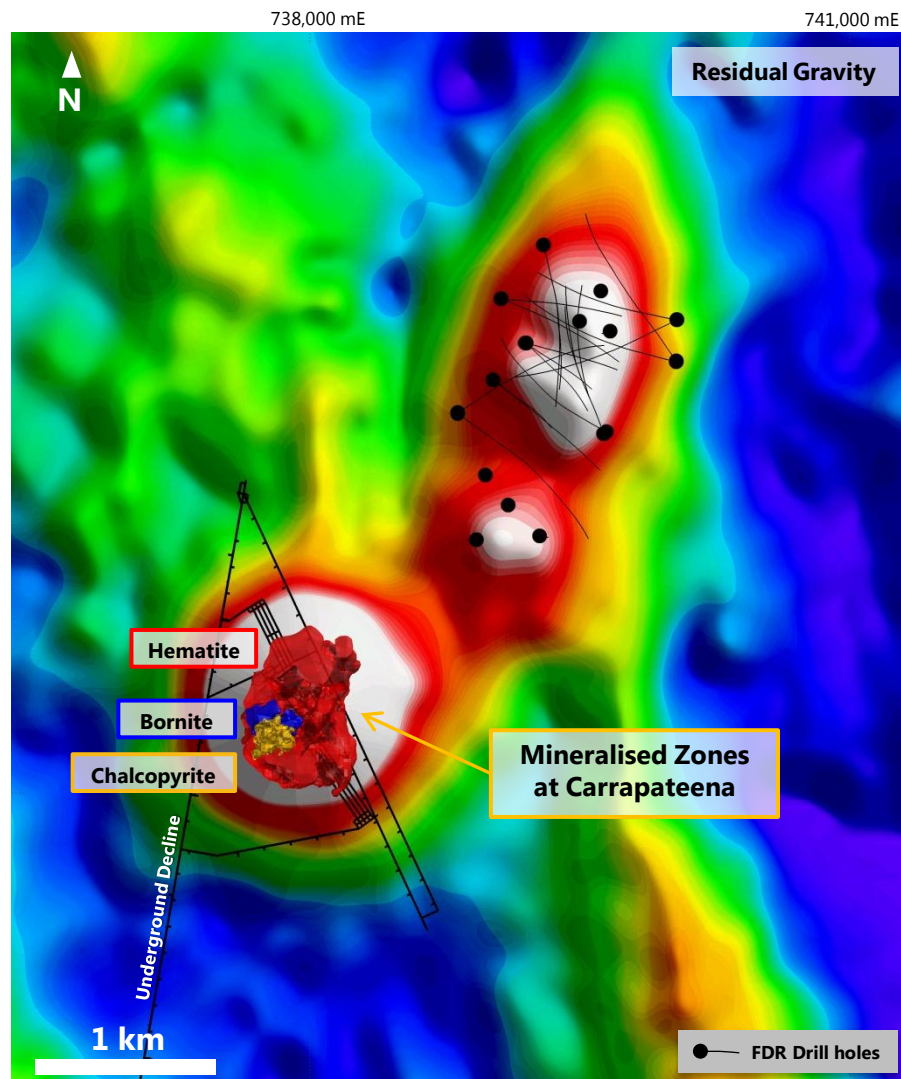 738,000 mE
741,000 mE
Residual Gravity
N
Hematite
Bornite
Chalcopyrite
Mineralised Zones
at Carrapateena
Underground Decline
1 km
FDR Drill holes